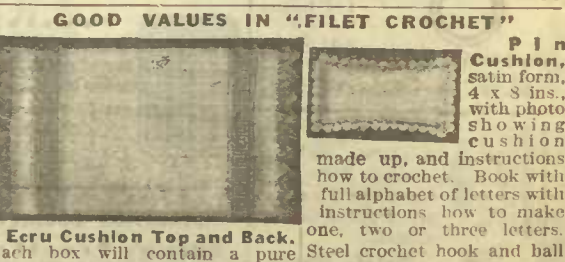 GOOD VALUES IN "FILET CROCHET"
Ecru Cushion Top and Back.
ach box will contain a pure
Pin
Cushion,
satin form,
4 x 8 ins.,
with photo
showing
cushion
made up, and instructions
how to crochet. Book with
full alphabet of letters with
instructions how to make
one, two or three letters.
Steel crochet hook and ball